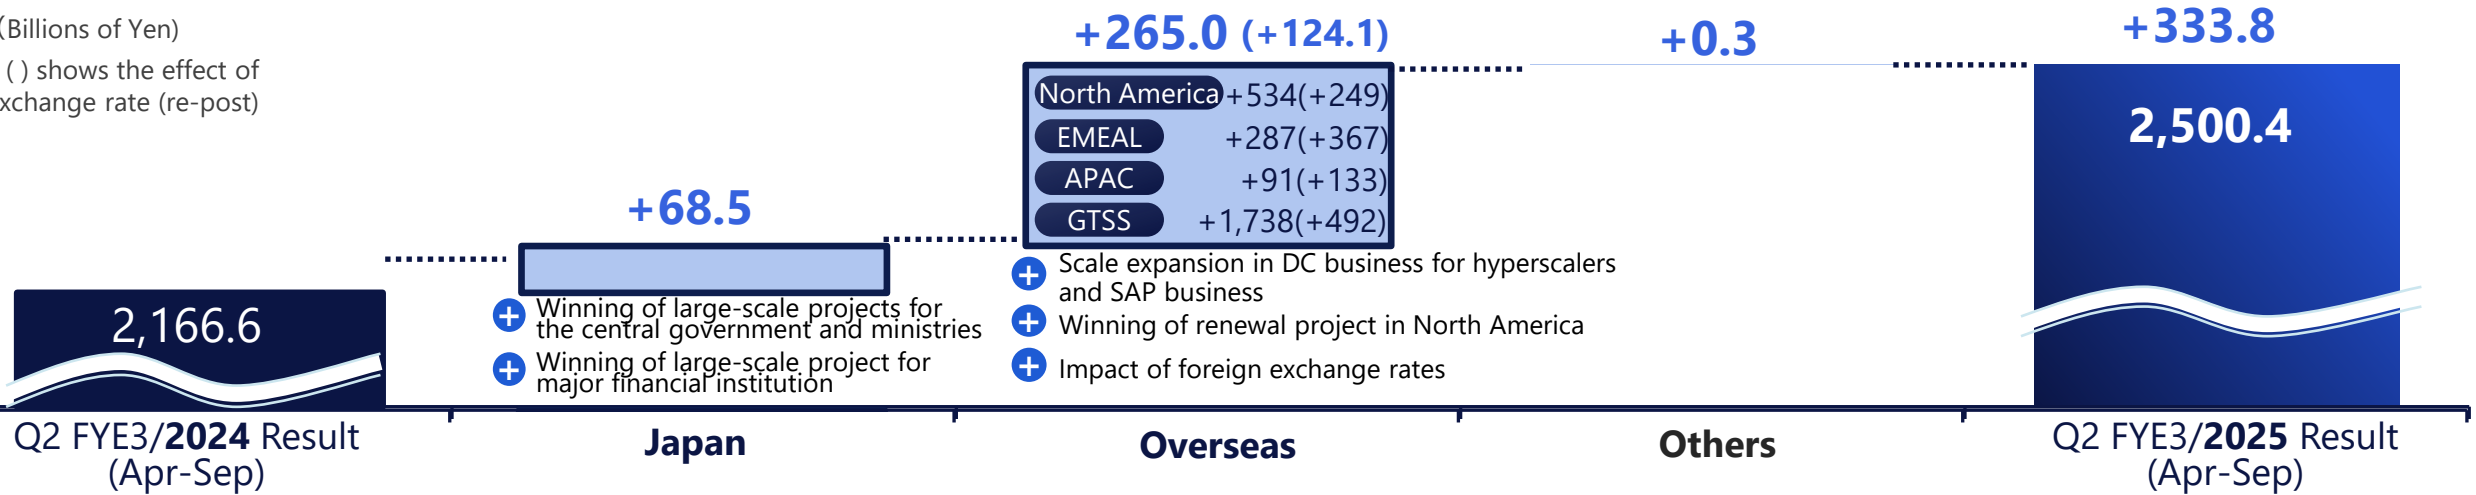 (Billions of Yen)
( ) shows the effect of
xchange rate (re-post)
2,166.6
Q2 FYE3/2024 Result
(Apr-Sep)
+68.5
Winning of large-scale projects for
the central government and ministries
Winning of large-scale project for
major financial institution
Japan
+265.0 (+124.1)
North America +534(+249)
EMEAL +287(+367)
APAC +91(+133)
GTSS +1,738(+492)
Scale expansion in DC business for hyperscalers
and SAP business
Winning of renewal project in North America
Impact of foreign exchange rates
Overseas
+0.3
Others
+333.8
2,500.4
Q2 FYE3/2025 Result
(Apr-Sep)